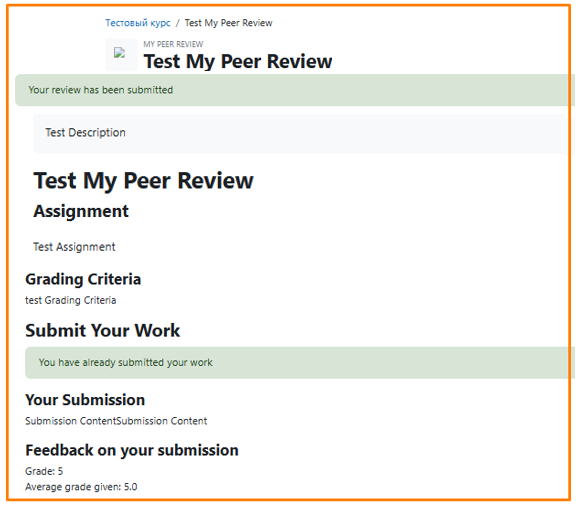 Тестовый курс / Test My Peer Review
MY PEER REVIEW
Test My Peer Review
Your review has been submitted
Test Description
Test My Peer Review
Assignment
Test Assignment
Grading Criteria
test Grading Criteria
Submit Your Work
You have already submitted your work
Your Submission
Submission ContentSubmission Content
Feedback on your submission
Grade: 5
Average grade given: 5.0